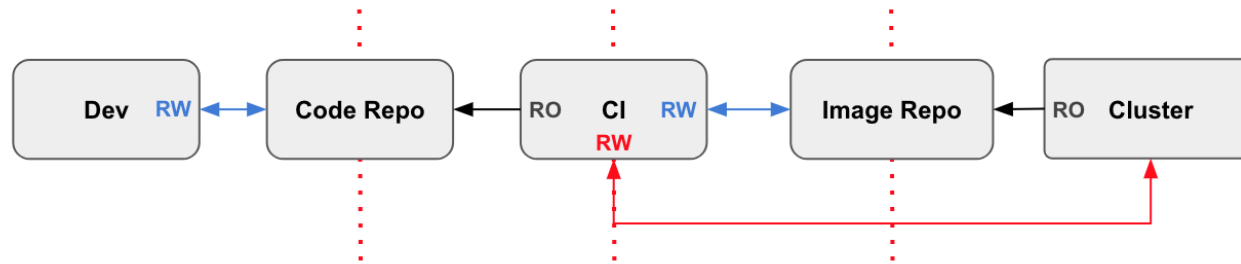 Dev RW
Code Repo
RO CI RW
RW
Image Repo
RO Cluster